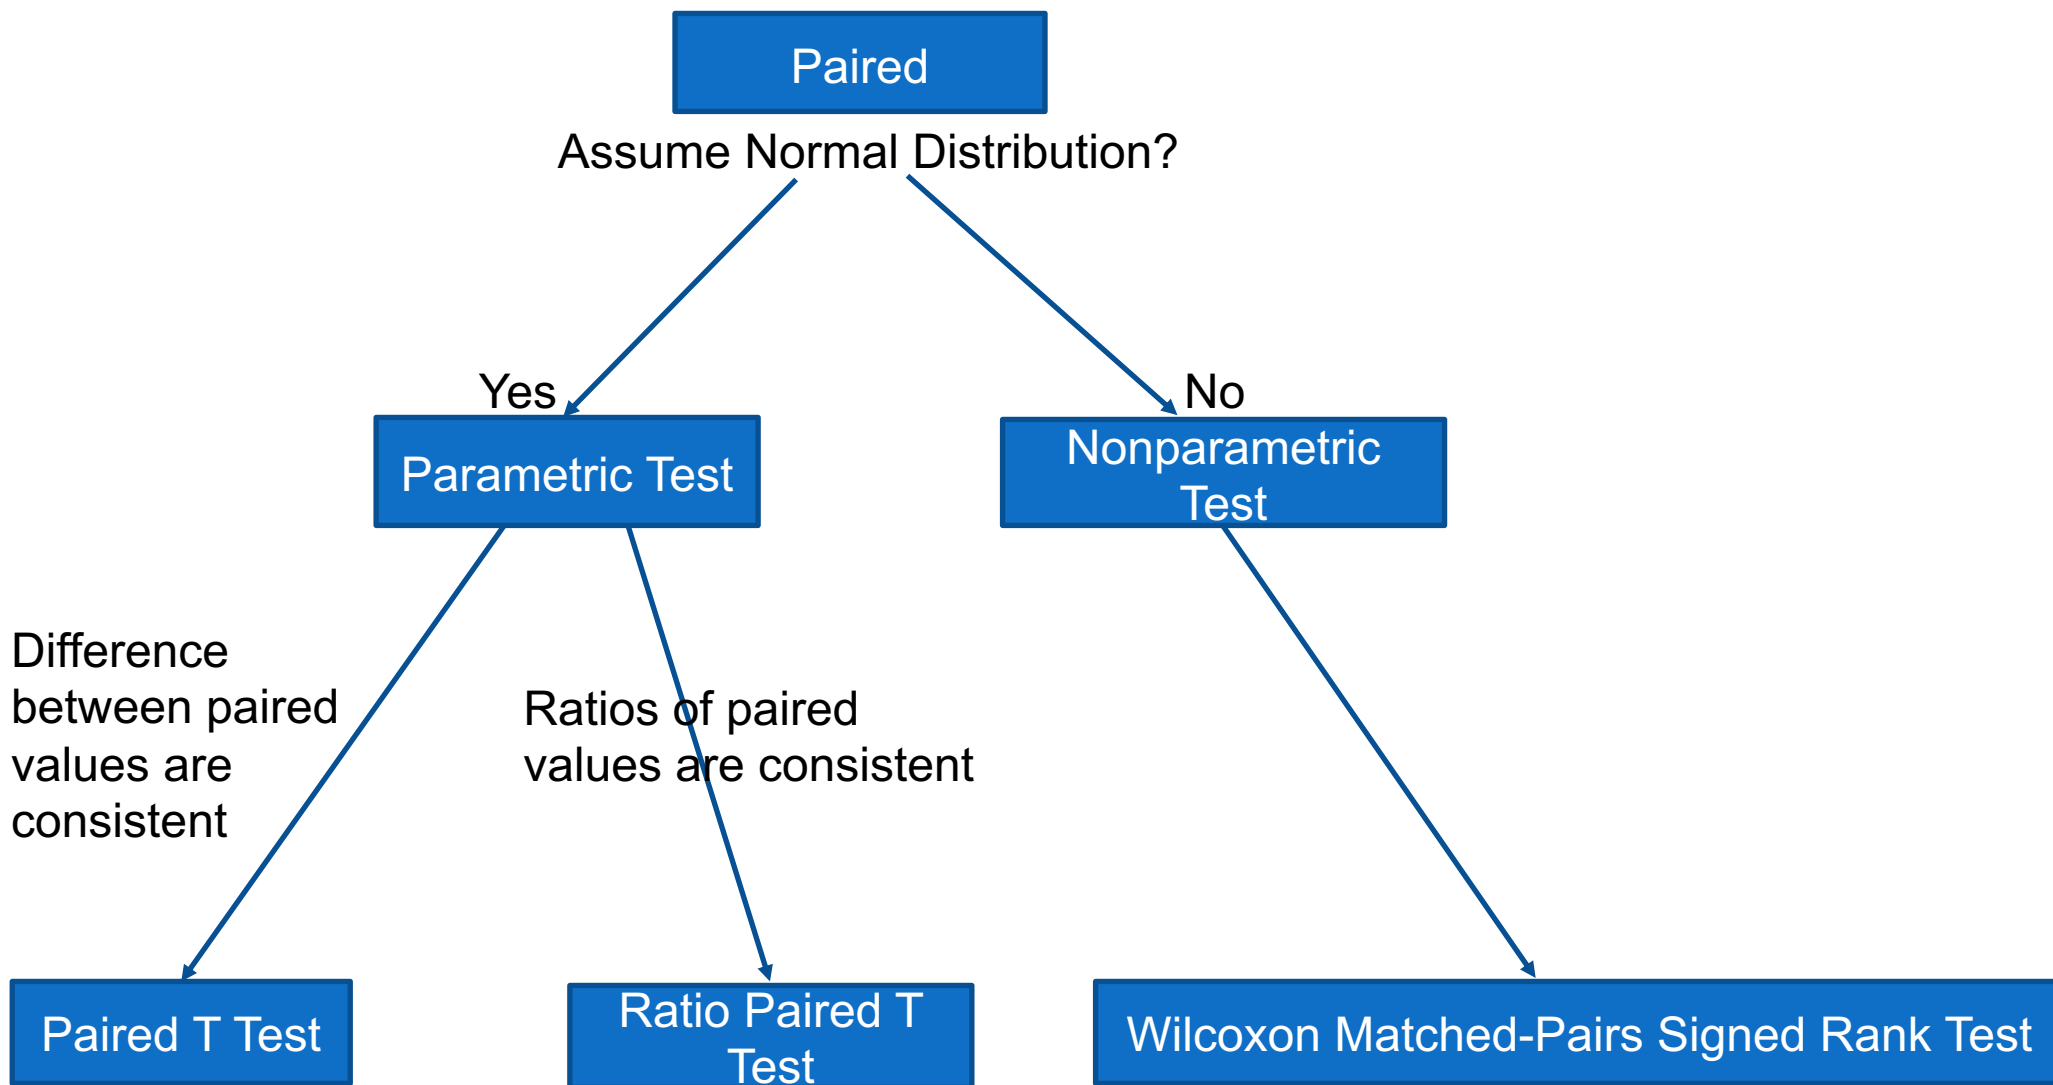 Paired
Assume Normal Distribution?
Yes
No
Parametric Test
Nonparametric
Test
Difference
between paired
values are
consistent
Ratios of paired
values are consistent
Paired T Test
Ratio Paired T
Test
Wilcoxon Matched-Pairs Signed Rank Test